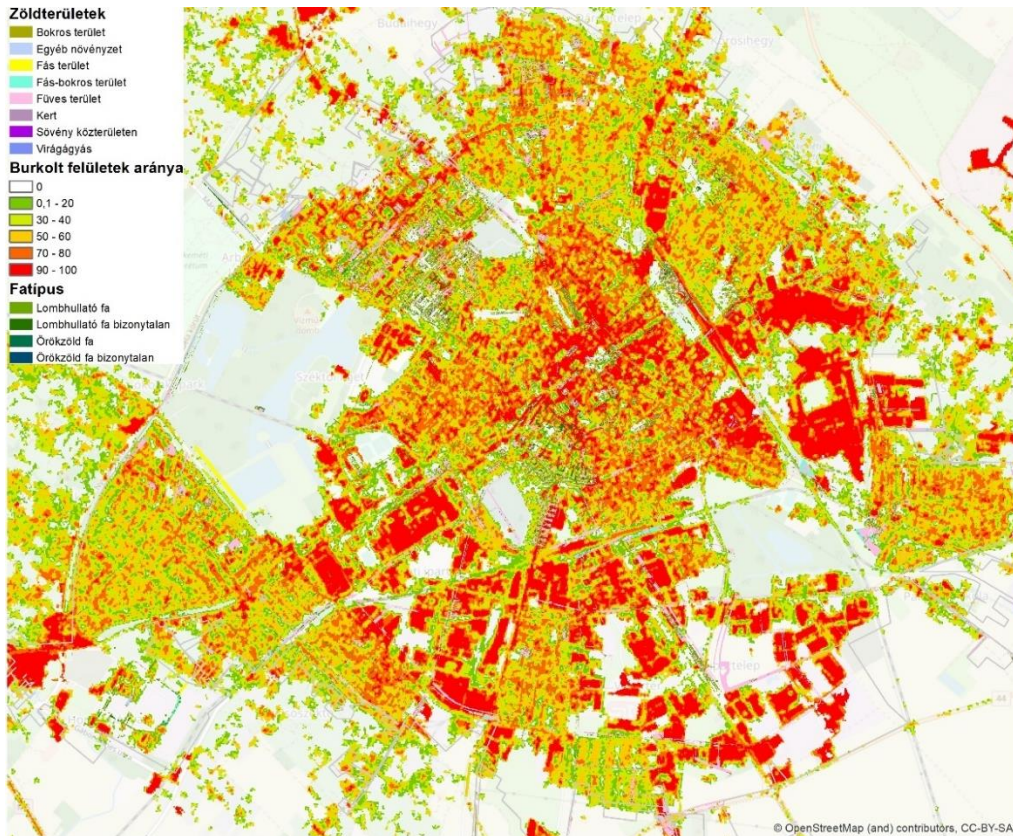 Zöldterületek
Bokros terület
Egyéb növényzet
Fás terület
Fás-bokros terület
Füves terület
Kert
Sövény közterületen
Virágágyás
Burkolt felületek aránya
0
0,1 - 20
30 - 40
50 - 60
70 - 80
90 - 100
Fatípus
Lombhullató fa
Lombhullató fa bizonytalan
Örökzöld fa
Örökzöld fa bizonytalan
44
© OpenStreetMap (and) contributors, CC-BY-SA